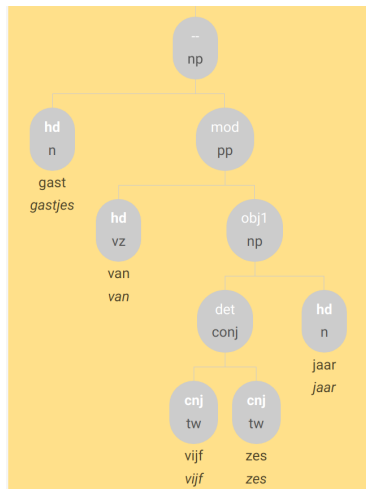 --
np
hd mod
n pp
gast
gastjes
hd obj1
vz np
van
van
det hd
conj n
jaar
jaar
cnj cnj
tw tw
vijf zes
vijf zes